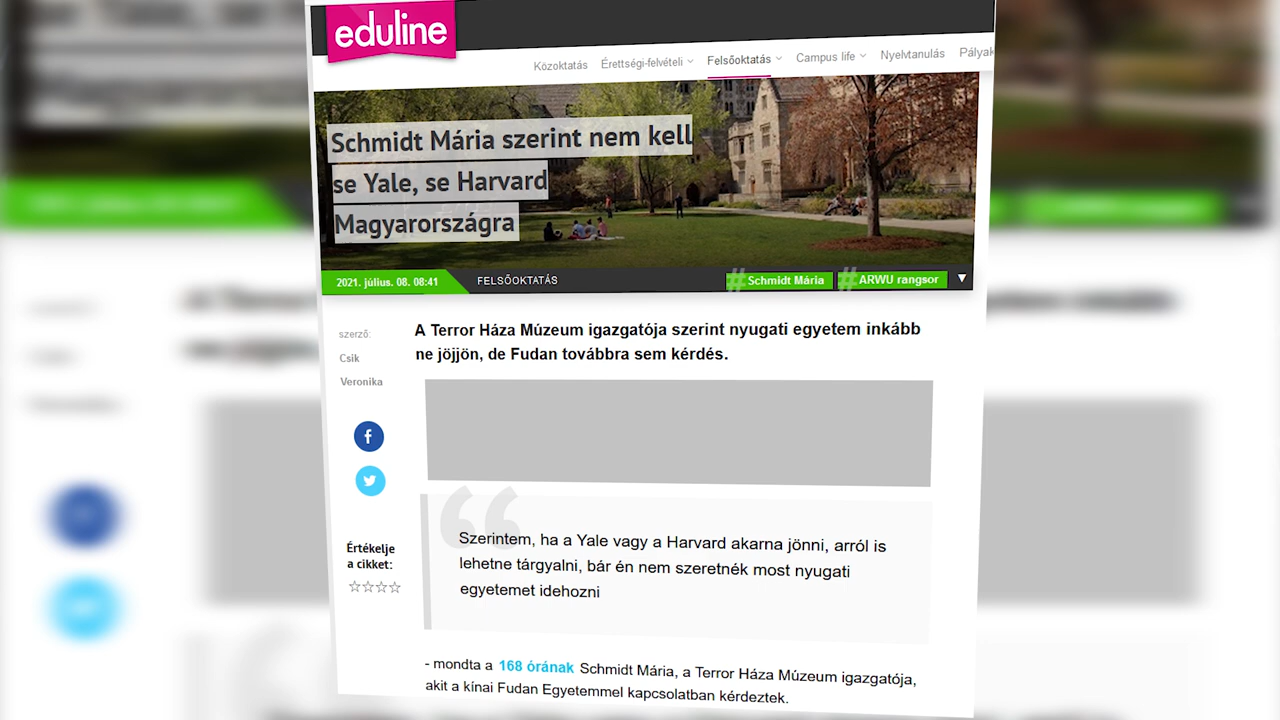 eduline
Közoktatás Érettségi-felvételi Felsőoktatás Campus life Nyelvtanulás Pályak
Schmidt Mária szerint nem kell
se Yale, se Harvard
Magyarországra
2021. július. 08. 08:41 FELSŐOKTATÁS # Schmidt Mária # ARWU rangsor
szerző:
Csik
Veronika
A Terror Háza Múzeum igazgatója szerint nyugati egyetem inkább
ne jöjjön, de Fudan továbbra sem kérdés.
Értékelje
a cikket:
“
Szerintem, ha a Yale vagy a Harvard akarna jönni, arról is
lehetne tárgyalni, bár én nem szeretnék most nyugati
egyetemet idehozni
- mondta a 168 órának Schmidt Mária, a Terror Háza Múzeum igazgatója,
akit a kínai Fudan Egyetemmel kapcsolatban kérdeztek.